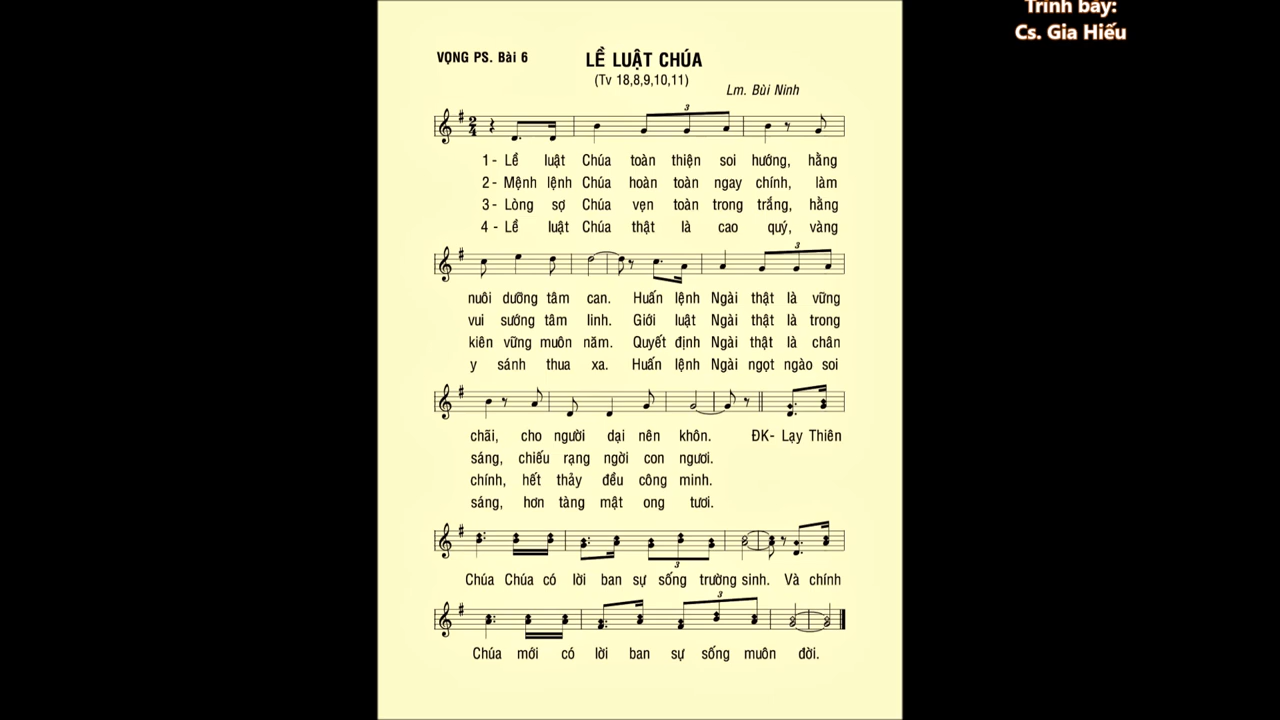 Trình bày:
Cs. Gia Hiếu
VỌNG PS. Bài 6
LỀ LUẬT CHÚA
(Tv 18,8,9,10,11)
Lm. Bùi Ninh
3
2
4
1- Lề luật Chúa toàn thiện soi hướng, hằng
2- Mệnh lệnh Chúa hoàn toàn ngay chính, làm
3- Lòng sợ Chúa vẹn toàn trong trắng, hằng
4 - Lề luật Chúa thật là cao quý, vàng
3
nuôi dưỡng tâm can. Huấn lệnh Ngài thật là vững
vui sướng tâm linh. Giới luật Ngài thật là trong
kiên vững muôn năm. Quyết định Ngài thật là chân
y sánh thua xa. Huấn lệnh Ngài ngọt ngào soi
chãi, cho người dại nên khôn. ĐK- Lạy Thiên
sáng, chiếu rạng ngời con ngươi.
chính, hết thảy đều công minh.
sáng, hơn tàng mật ong tươi.
3
Chúa Chúa có lời ban sự sống trường sinh. Và chính
3
Chúa mới có lời ban sự sống muôn đời.